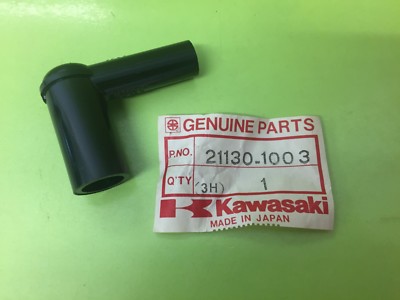 GENUINE PARTS
P.NO. 21130-1003
Q'TY (3H) 1
Kawasaki
MADE IN JAPAN